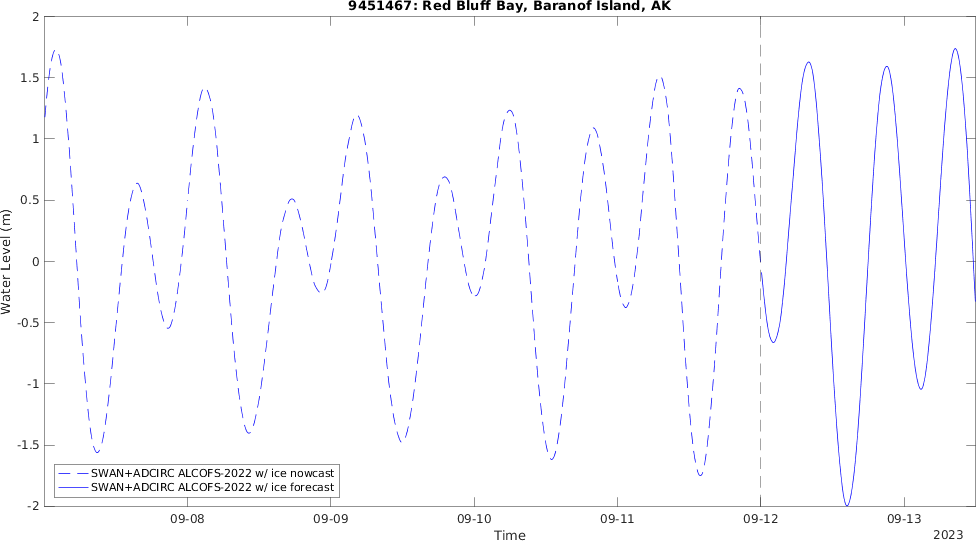 9451467: Red Bluff Bay, Baranof Island, AK
2
1.5
1
0.5
0
-0.5
-1
-1.5
-2
Water Level (m)
SWAN+ADCIRC ALCOFS-2022 w/ ice nowcast
SWAN+ADCIRC ALCOFS-2022 w/ ice forecast
09-08 09-09 09-10 09-11 09-12 09-13
Time
2023